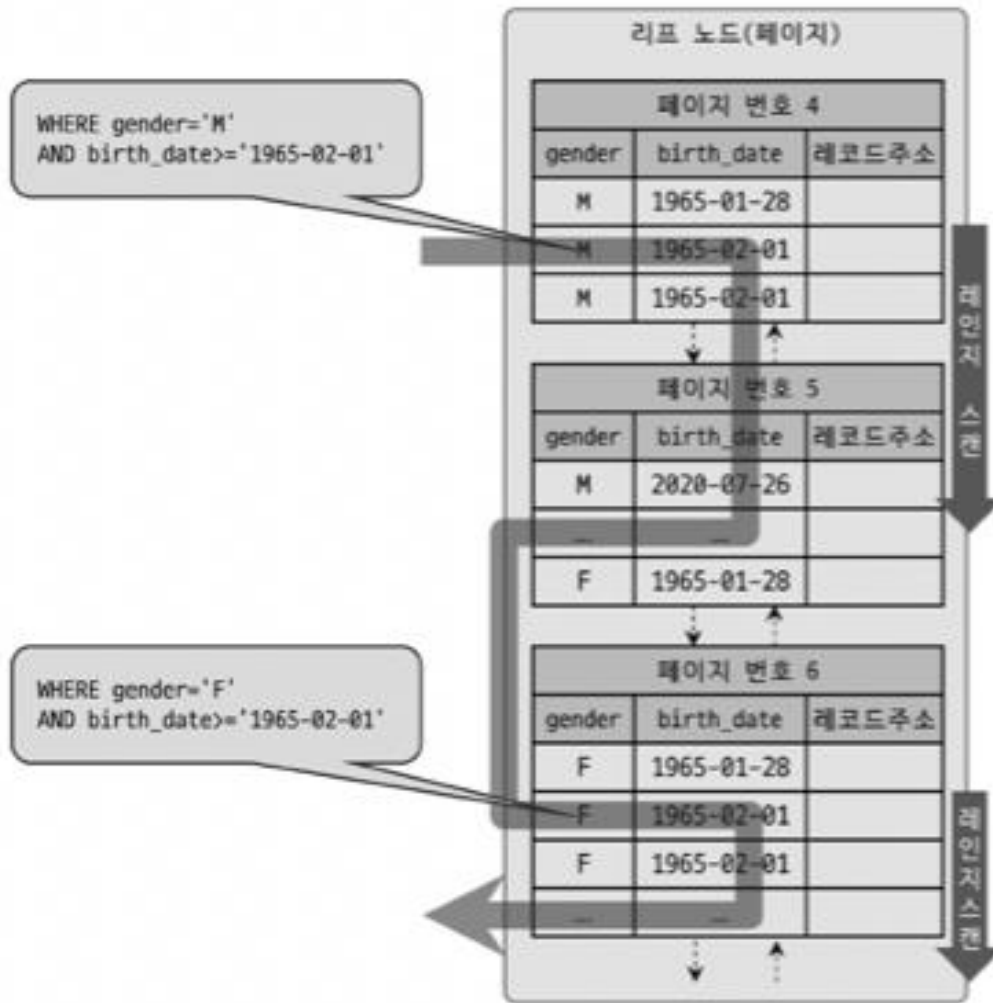 리프 노드(페이지)
WHERE gender='M'
AND birth_date>='1965-02-01'
페이지 번호 4
gender birth_date 레코드주소
M 1965-01-28
M 1965-02-01
M 1965-02-01
레인지 스캔
페이지 번호 5
gender birth_date 레코드주소
M 2020-07-26
… …
F 1965-01-28
WHERE gender='F'
AND birth_date>='1965-02-01'
페이지 번호 6
gender birth_date 레코드주소
F 1965-01-28
F 1965-02-01
F 1965-02-01
… …
레인지스캔